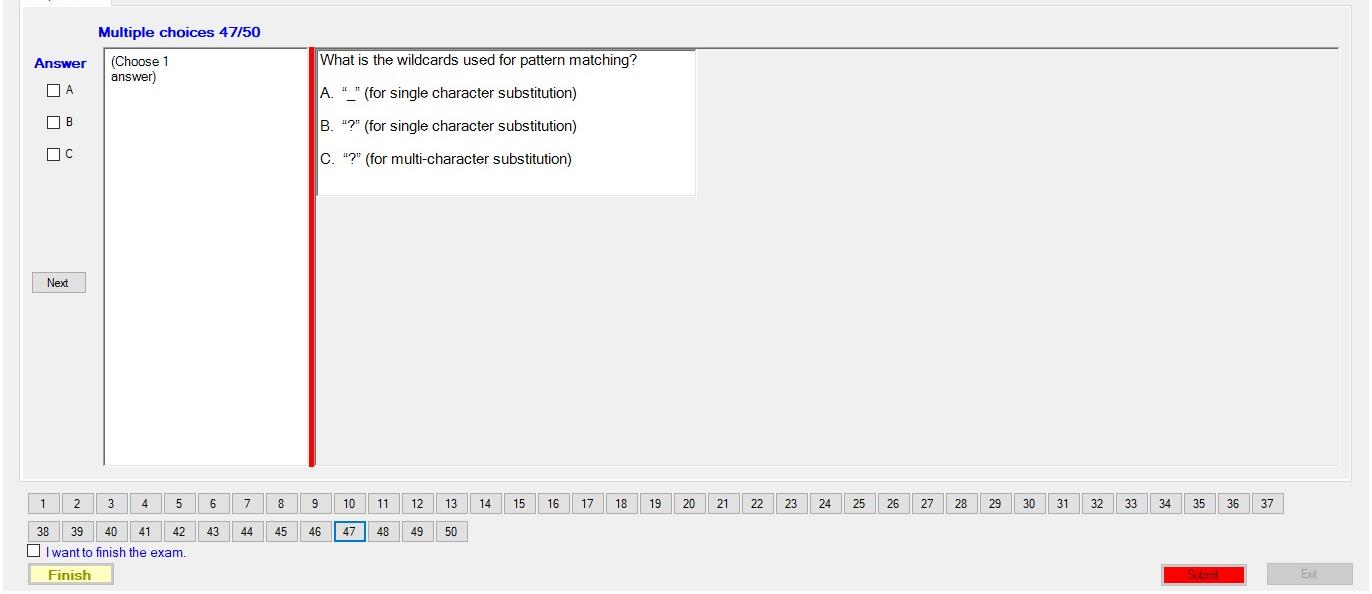 Multiple choices 47/50
Answer
A
B
C
Next
(Choose 1
answer)
What is the wildcards used for pattern matching?
A. “_” (for single character substitution)
B. “?” (for single character substitution)
C. “?” (for multi-character substitution)
1 2 3 4 5 6 7 8 9 10 11 12 13 14 15 16 17 18 19 20 21 22 23 24 25 26 27 28 29 30 31 32 33 34 35 36 37
38 39 40 41 42 43 44 45 46 47 48 49 50
I want to finish the exam.
Finish Submit Exit